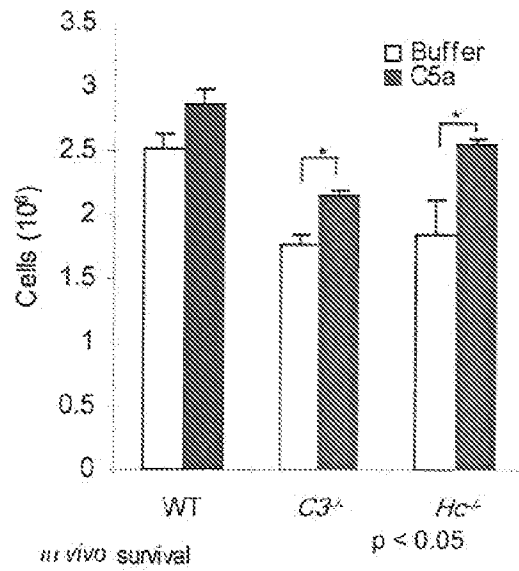 3.5
3
2.5
2
1.5
1
0.5
0
Cells (10⁶)
Buffer
C5a
*
*
WT
C3-/-
Hc-/-
in vivo survival
p < 0.05